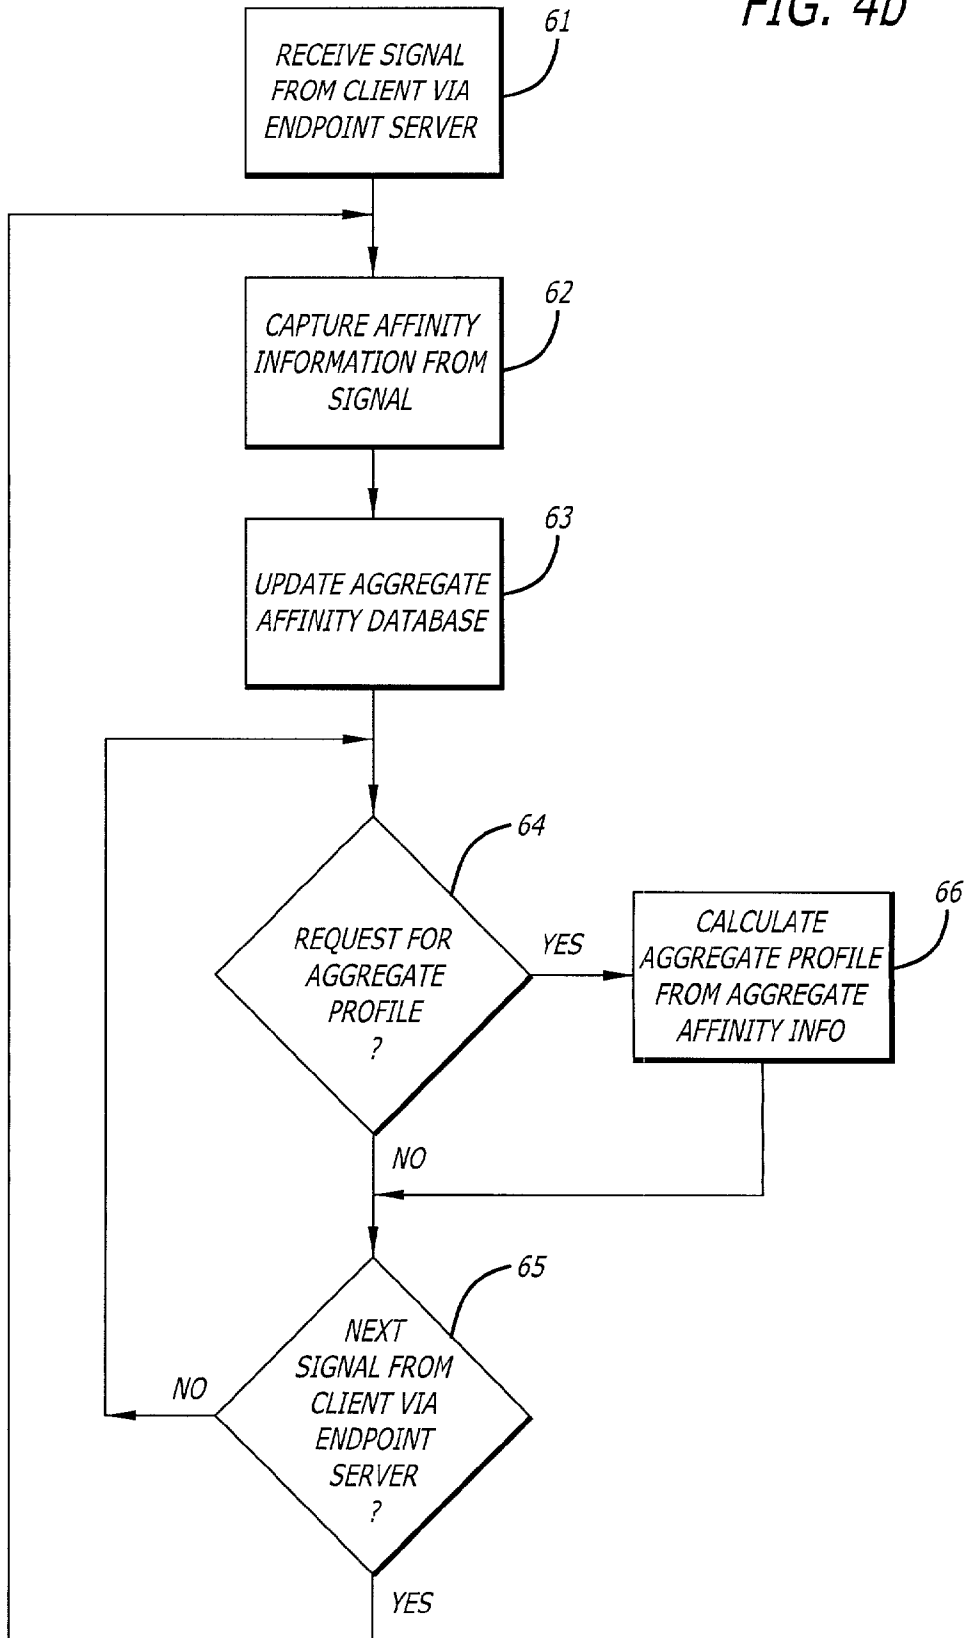 FIG. 4b
61
RECEIVE SIGNAL
FROM CLIENT VIA
ENDPOINT SERVER
62
CAPTURE AFFINITY
INFORMATION FROM
SIGNAL
63
UPDATE AGGREGATE
AFFINITY DATABASE
64
REQUEST FOR
AGGREGATE
PROFILE
?
YES
66
CALCULATE
AGGREGATE PROFILE
FROM AGGREGATE
AFFINITY INFO
NO
65
NEXT
SIGNAL FROM
CLIENT VIA
ENDPOINT
SERVER
?
NO
YES